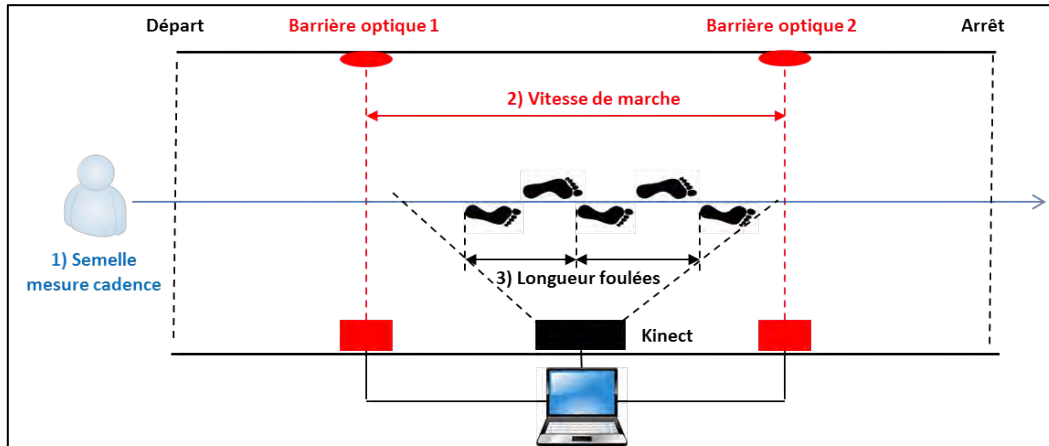 Départ
Barrière optique 1
Barrière optique 2
Arrêt
2) Vitesse de marche
1) Semelle
mesure cadence
3) Longueur foulées
Kinect